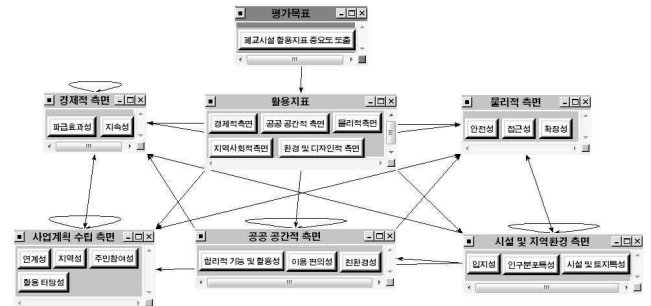 평가목표
폐교시설 활용지표 중요도 도출
경제적 측면
파급효과성 지속성
활용지표
경제적측면 공공 공간적 측면 물리적측면
지역사회적측면 환경 및 디자인적 측면
물리적 측면
안전성 접근성 확장성
사업계획 수립 측면
연계성 지역성 주민참여성
활용 타당성
공공 공간적 측면
합리적 기능 및 활용성 이용 편의성 친환경성
시설 및 지역환경 측면
입지성 인구분포특성 시설 및 토지특성